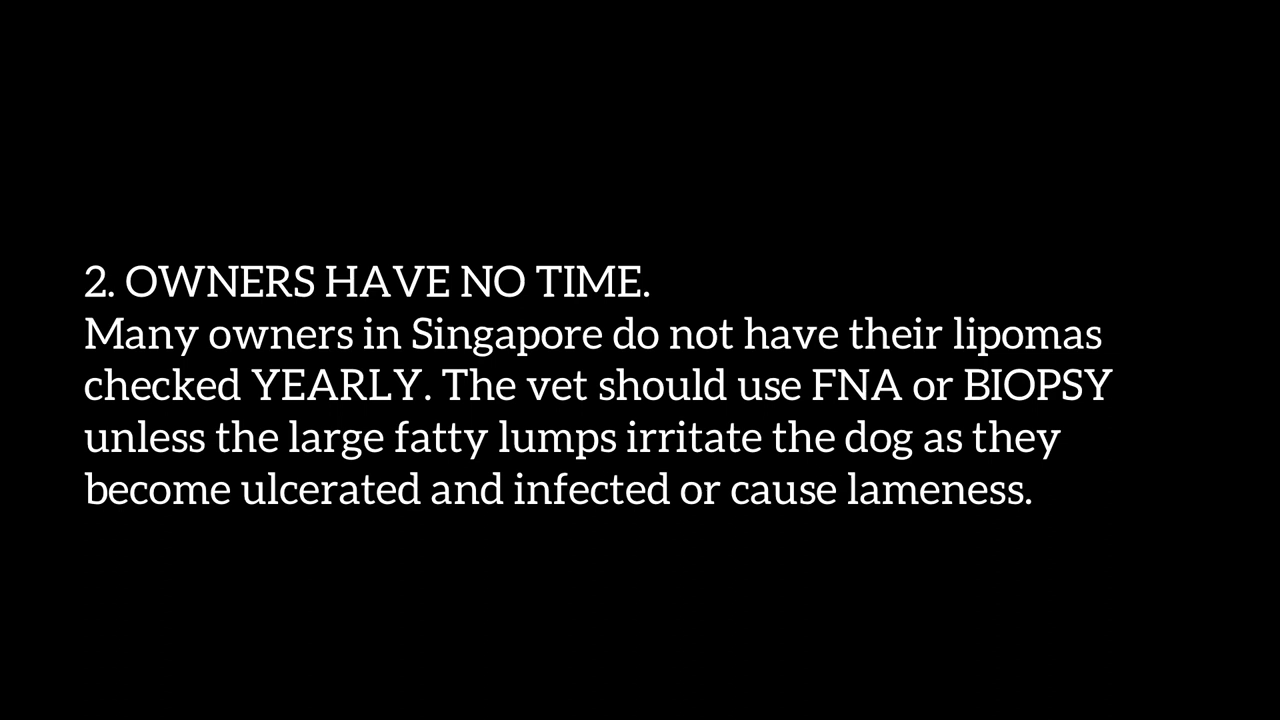 2. OWNERS HAVE NO TIME.
Many owners in Singapore do not have their lipomas
checked YEARLY. The vet should use FNA or BIOPSY
unless the large fatty lumps irritate the dog as they
become ulcerated and infected or cause lameness.